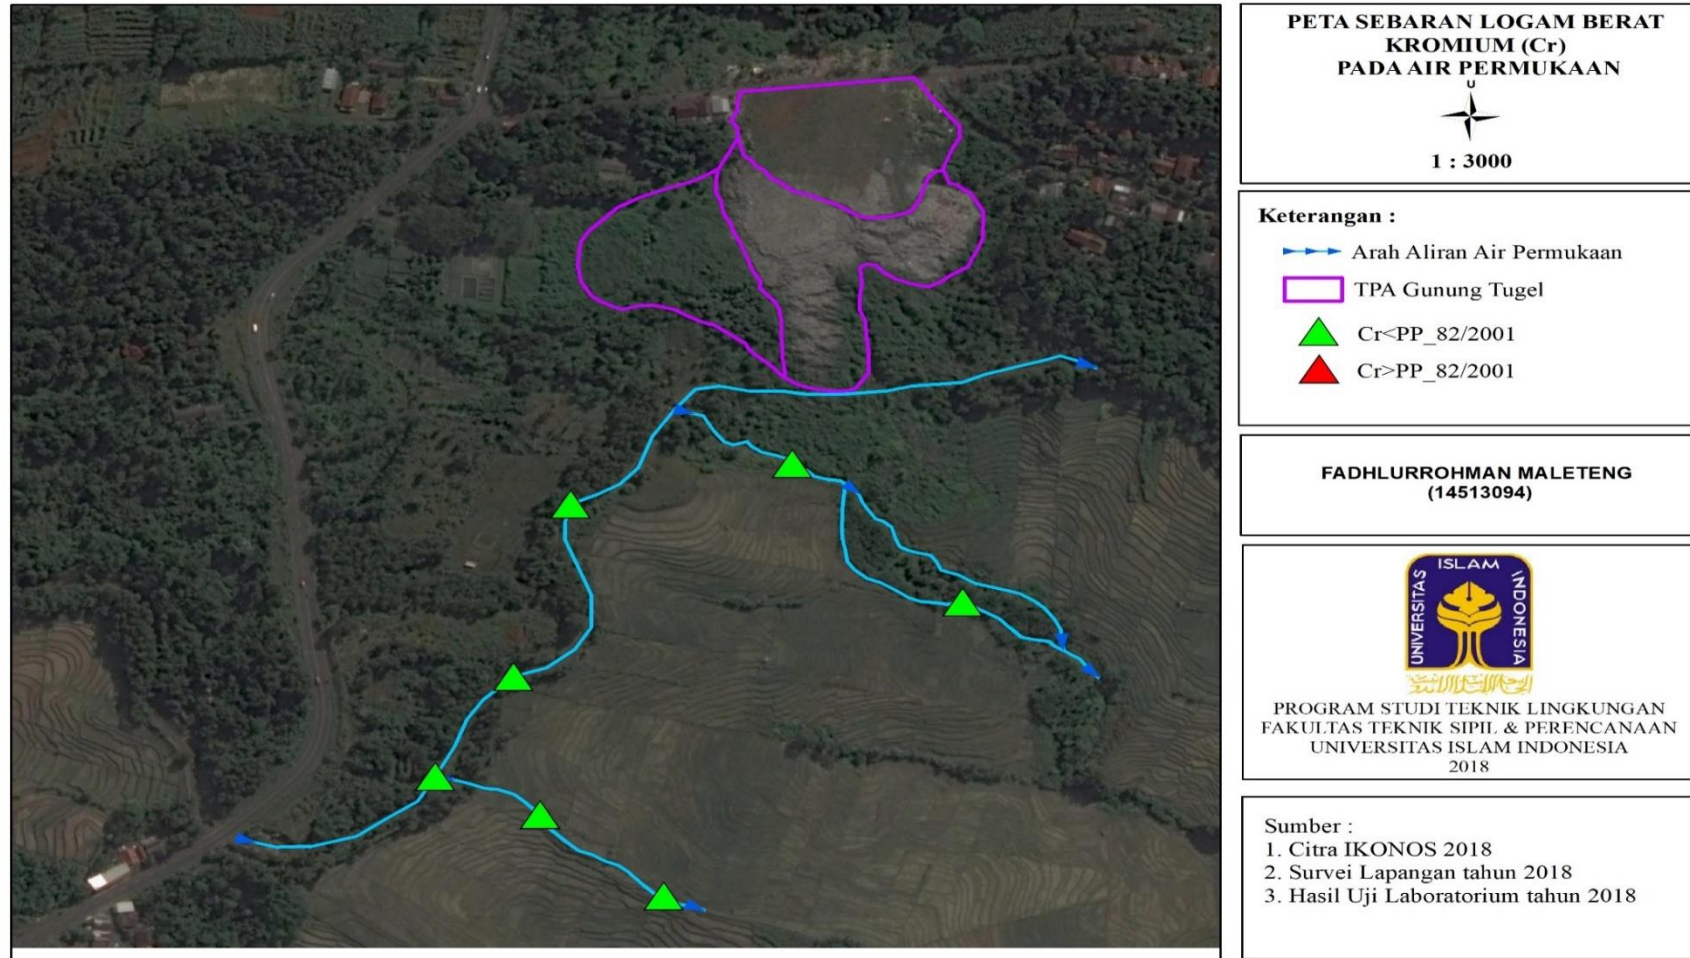 PETA SEBARAN LOGAM BERAT
KROMIUM (Cr)
PADA AIR PERMUKAAN
U
1 : 3000
Keterangan :
Arah Aliran Air Permukaan
TPA Gunung Tugel
Cr<PP_82/2001
Cr>PP_82/2001
FADHLURROHMAN MALETENG
(14513094)
UNIVERSITAS
ISLAM
INDONESIA
PROGRAM STUDI TEKNIK LINGKUNGAN
FAKULTAS TEKNIK SIPIL & PERENCANAAN
UNIVERSITAS ISLAM INDONESIA
2018
Sumber :
1. Citra IKONOS 2018
2. Survei Lapangan tahun 2018
3. Hasil Uji Laboratorium tahun 2018